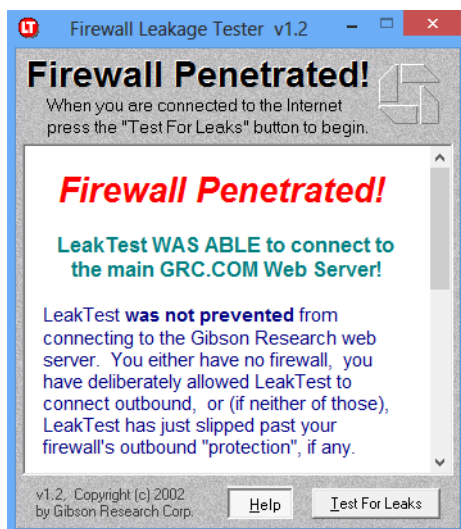 LT Firewall Leakage Tester v1.2
Firewall Penetrated!
When you are connected to the Internet
press the "Test For Leaks" button to begin.
Firewall Penetrated!
LeakTest WAS ABLE to connect to
the main GRC.COM Web Server!
LeakTest was not prevented from
connecting to the Gibson Research web
server.  You either have no firewall,  you
have deliberately allowed LeakTest to
connect outbound,  or (if neither of those),
LeakTest has just slipped past your
firewall's outbound "protection", if any.
v1.2,  Copyright (c) 2002
by Gibson Research Corp.
Help
Test For Leaks